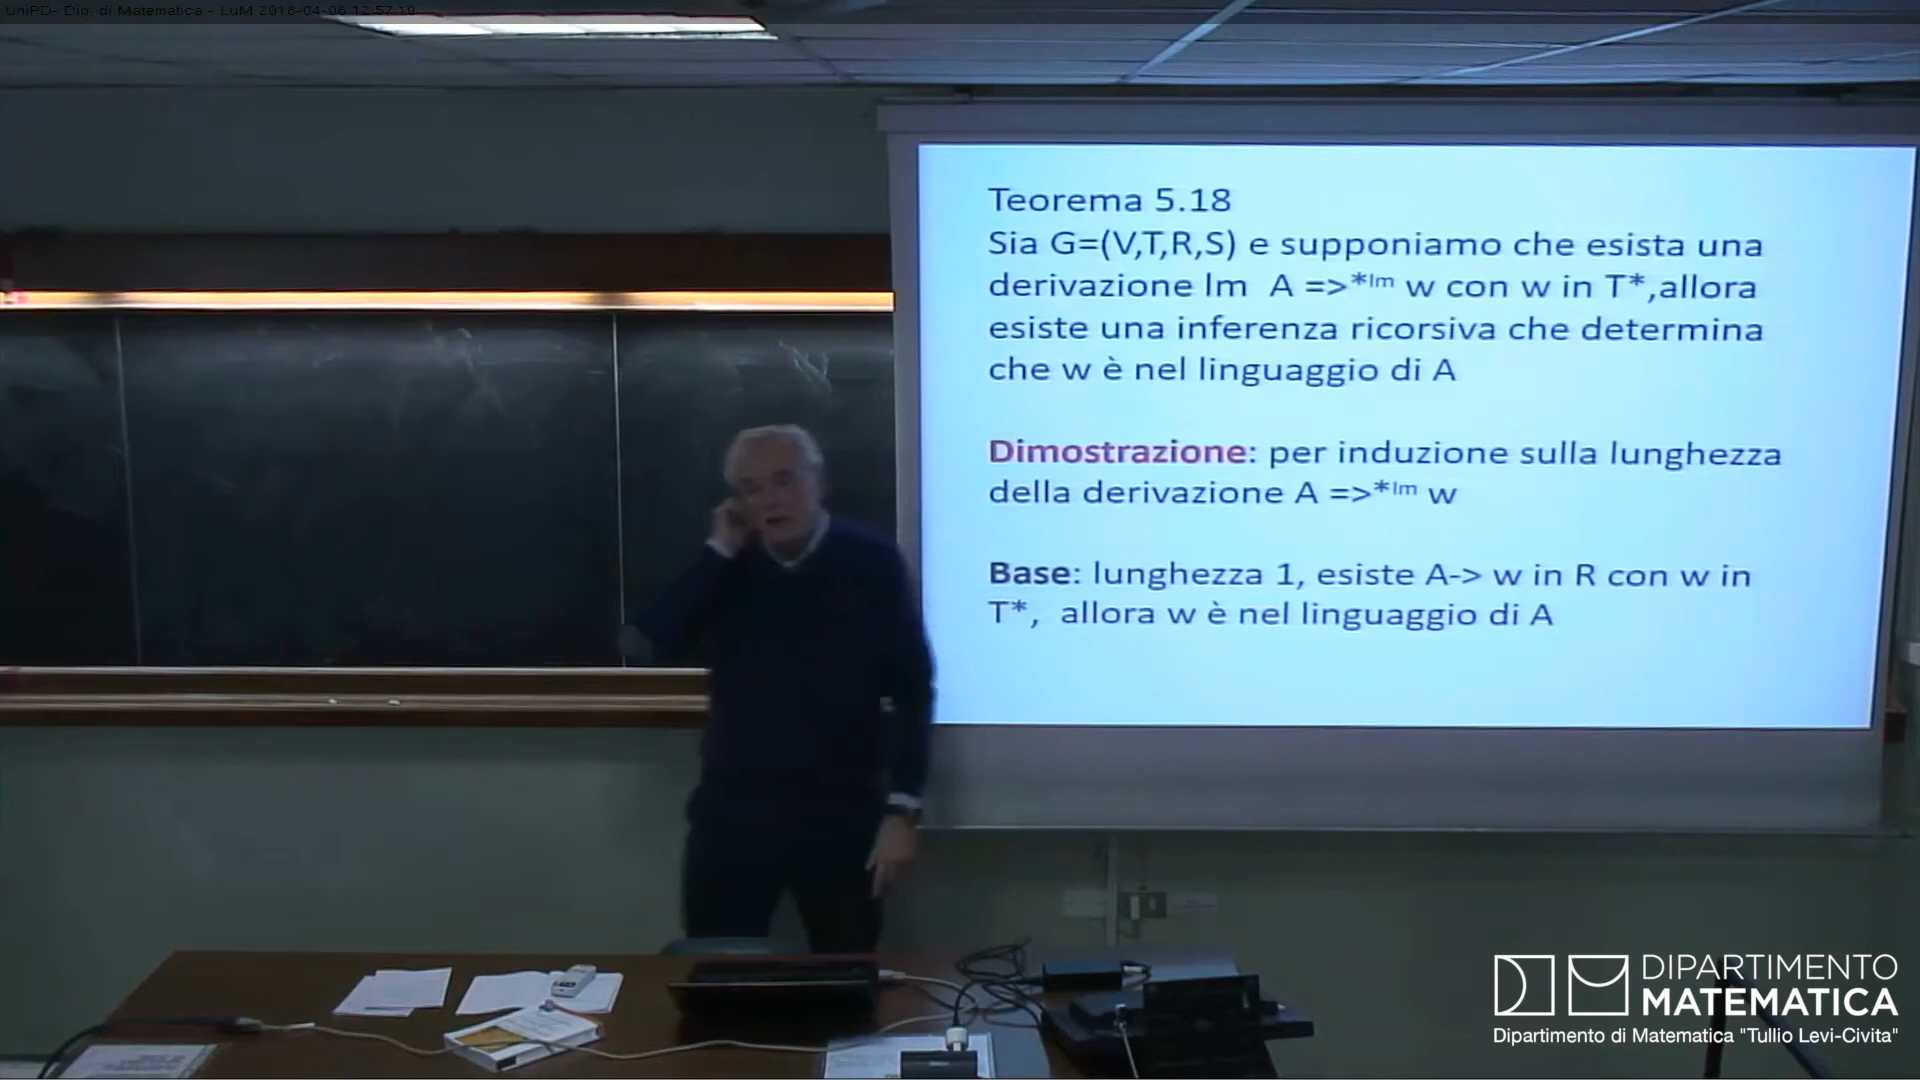 UniPD- Dip. di Matematica - LuM 2018-04-06 12:57:18
Teorema 5.18
Sia G=(V,T,R,S) e supponiamo che esista una
derivazione lm A =>*lm w con w in T*,allora
esiste una inferenza ricorsiva che determina
che w è nel linguaggio di A
Dimostrazione: per induzione sulla lunghezza
della derivazione A =>*lm w
Base: lunghezza 1, esiste A-> w in R con w in
T*, allora w è nel linguaggio di A
DIPARTIMENTO
MATEMATICA
Dipartimento di Matematica "Tullio Levi-Civita"